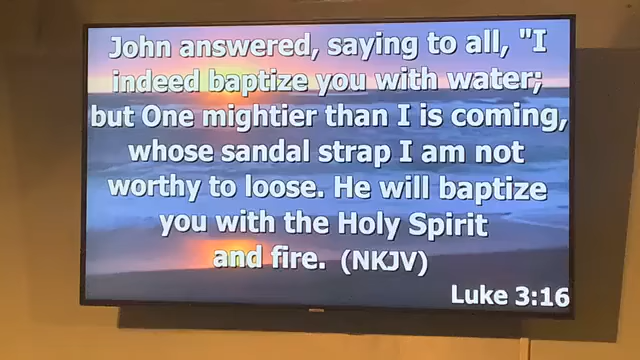 John answered, saying to all, "I
indeed baptize you with water;
but One mightier than I is coming,
whose sandal strap I am not
worthy to loose. He will baptize
you with the Holy Spirit
and fire. (NKJV)
Luke 3:16